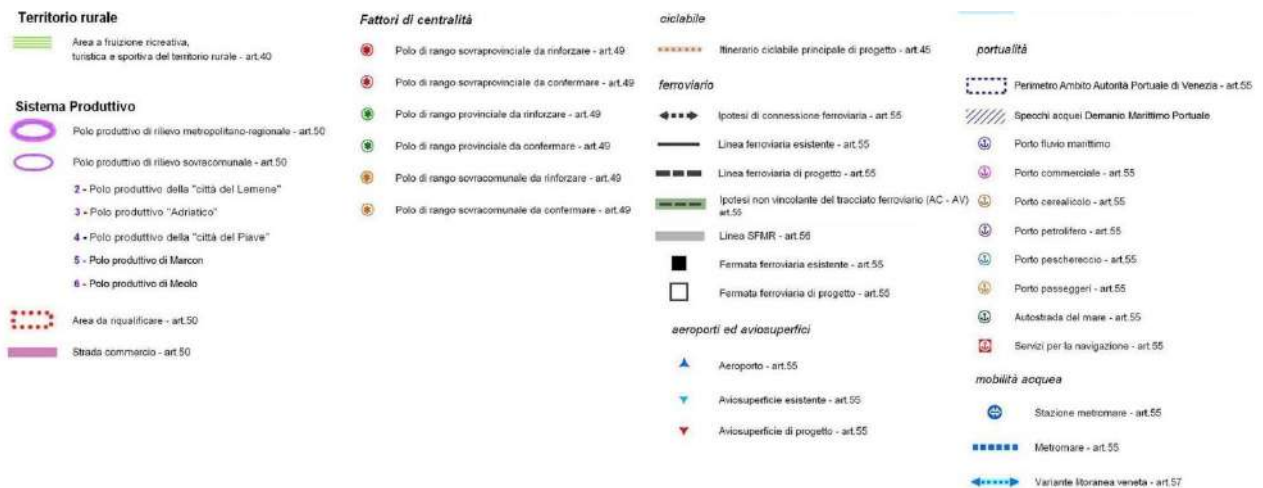 Territorio rurale
Area a fruizione ricreativa,
turistica e sportiva del territorio rurale - art.40
Sistema Produttivo
Polo produttivo di rilievo metropolitano-regionale - art.50
Polo produttivo di rilievo sovracomunale - art.50
2 - Polo produttivo della "città del Lemene"
3 - Polo produttivo "Adriatico"
4 - Polo produttivo della "città del Piave"
5 - Polo produttivo di Marcon
6 - Polo produttivo di Meolo
Area da riqualificare - art.50
Strada commercio - art.50
Fattori di centralità
Polo di rango sovraprovinciale da rinforzare - art.49
Polo di rango sovraprovinciale da confermare - art.49
Polo di rango provinciale da rinforzare - art.49
Polo di rango provinciale da confermare - art.49
Polo di rango sovracomunale da rinforzare - art.49
Polo di rango sovracomunale da confermare - art.49
ciclabile
Itinerario ciclabile principale di progetto - art.45
ferroviario
Ipotesi di connessione ferroviaria - art.55
Linea ferroviaria esistente - art.55
Linea ferroviaria di progetto - art.55
Ipotesi non vincolante del tracciato ferroviario (AC - AV)
art.55
Linea SFMR - art.56
Fermata ferroviaria esistente - art.55
Fermata ferroviaria di progetto - art.55
aeroporti ed aviosuperfici
Aeroporto - art.55
Aviosuperficie esistente - art.55
Aviosuperficie di progetto - art.55
portualità
Perimetro Ambito Autorità Portuale di Venezia - art.55
Specchi acquei Demanio Marittimo Portuale
Porto fluvio marittimo
Porto commerciale - art.55
Porto cerealicolo - art.55
Porto petrolifero - art.55
Porto peschereccio - art.55
Porto passeggeri - art.55
Autostrada del mare - art.55
Servizi per la navigazione - art.55
mobilità acquea
Stazione metromare - art.55
Metromare - art.55
Variante litoranea veneta - art.57